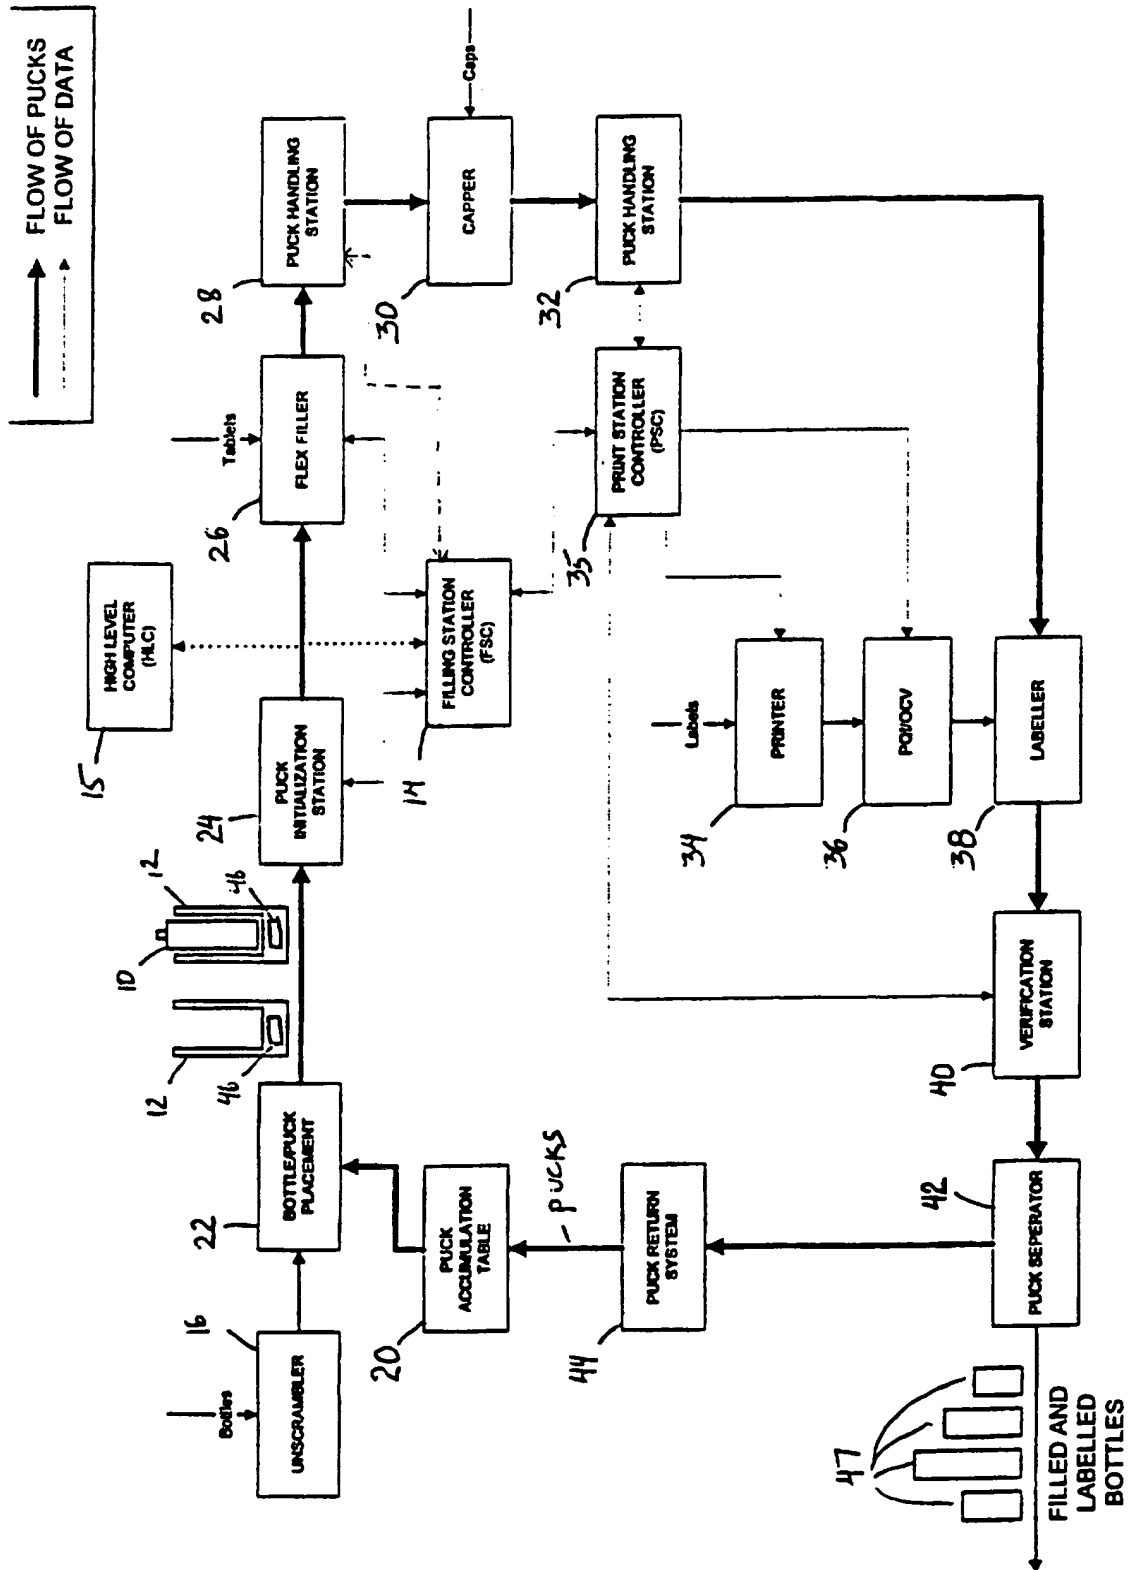 FLOW OF PUCKS
FLOW OF DATA
15
HIGH LEVEL
COMPUTER
(HLC)
Bottles
16
UNSCRAMBLER
22
BOTTLE/PUCK
PLACEMENT
12
46
10
12
46
24
PUCK
INITIALIZATION
STATION
Tablets
26
FLEX FILLER
28
PUCK HANDLING
STATION
20
PUCK
ACCUMULATION
TABLE
pucks
14
FILLING STATION
CONTROLLER
(FSC)
30
CAPPER
Caps
44
PUCK RETURN
SYSTEM
35
PRINT STATION
CONTROLLER
(PSC)
32
PUCK HANDLING
STATION
Labels
34
PRINTER
36
PQI/OCV
47
FILLED AND
LABELLED
BOTTLES
42
PUCK SEPERATOR
40
VERIFICATION
STATION
38
LABELLER